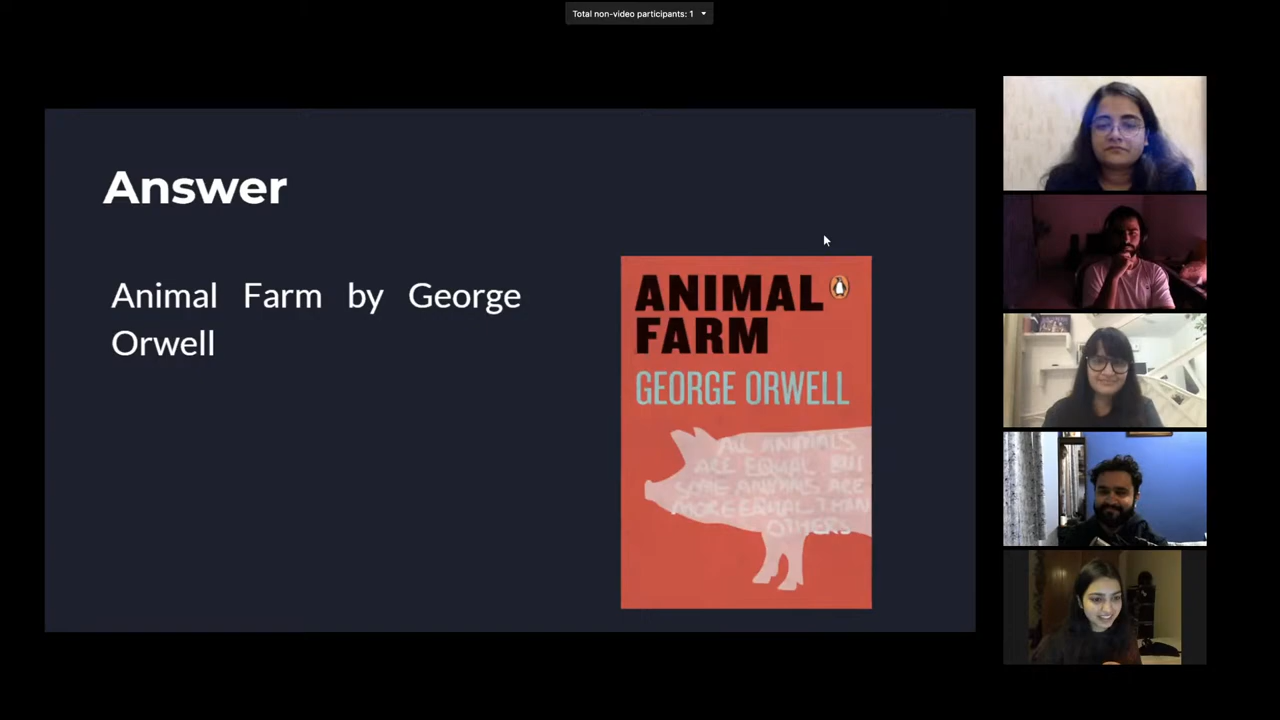 Total non-video participants: 1
Answer
Animal Farm by George
Orwell
ANIMAL
FARM
GEORGE ORWELL
ALL ANIMALS
ARE EQUAL BUT
SOME ANIMALS ARE
MORE EQUAL THAN
OTHERS